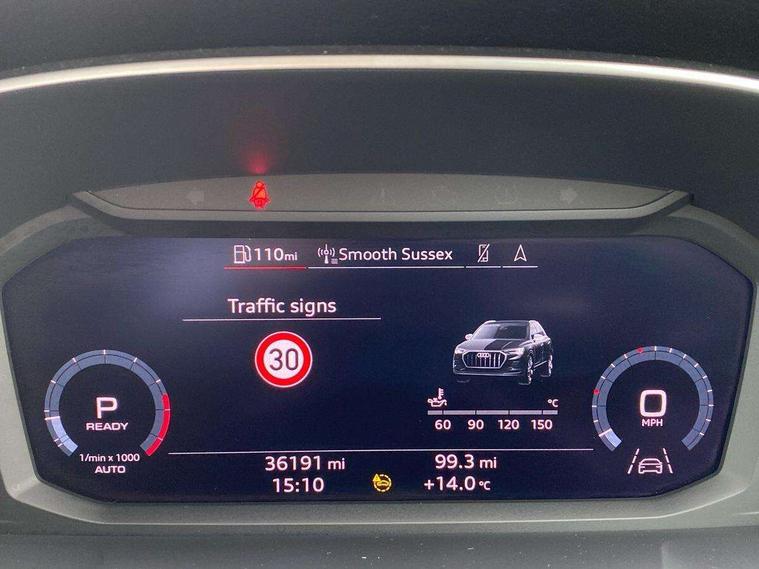 110mi Smooth Sussex
Traffic signs
30
P
READY
1/min x 1000
AUTO
°C
60 90 120 150
0
MPH
36191 mi 99.3 mi
15:10 +14.0 °C